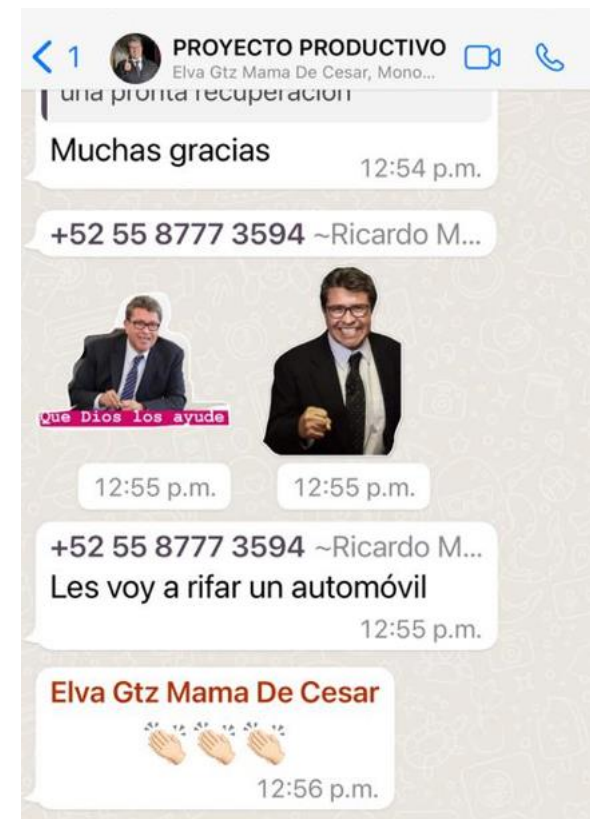 1
PROYECTO PRODUCTIVO
Elva Gtz Mama De Cesar, Mono...
una pronta recuperación
Muchas gracias
12:54 p.m.
+52 55 8777 3594 ~Ricardo M...
Que Dios los ayude
12:55 p.m.
12:55 p.m.
+52 55 8777 3594 ~Ricardo M...
Les voy a rifar un automóvil
12:55 p.m.
Elva Gtz Mama De Cesar
👏🏻👏🏻👏🏻
12:56 p.m.